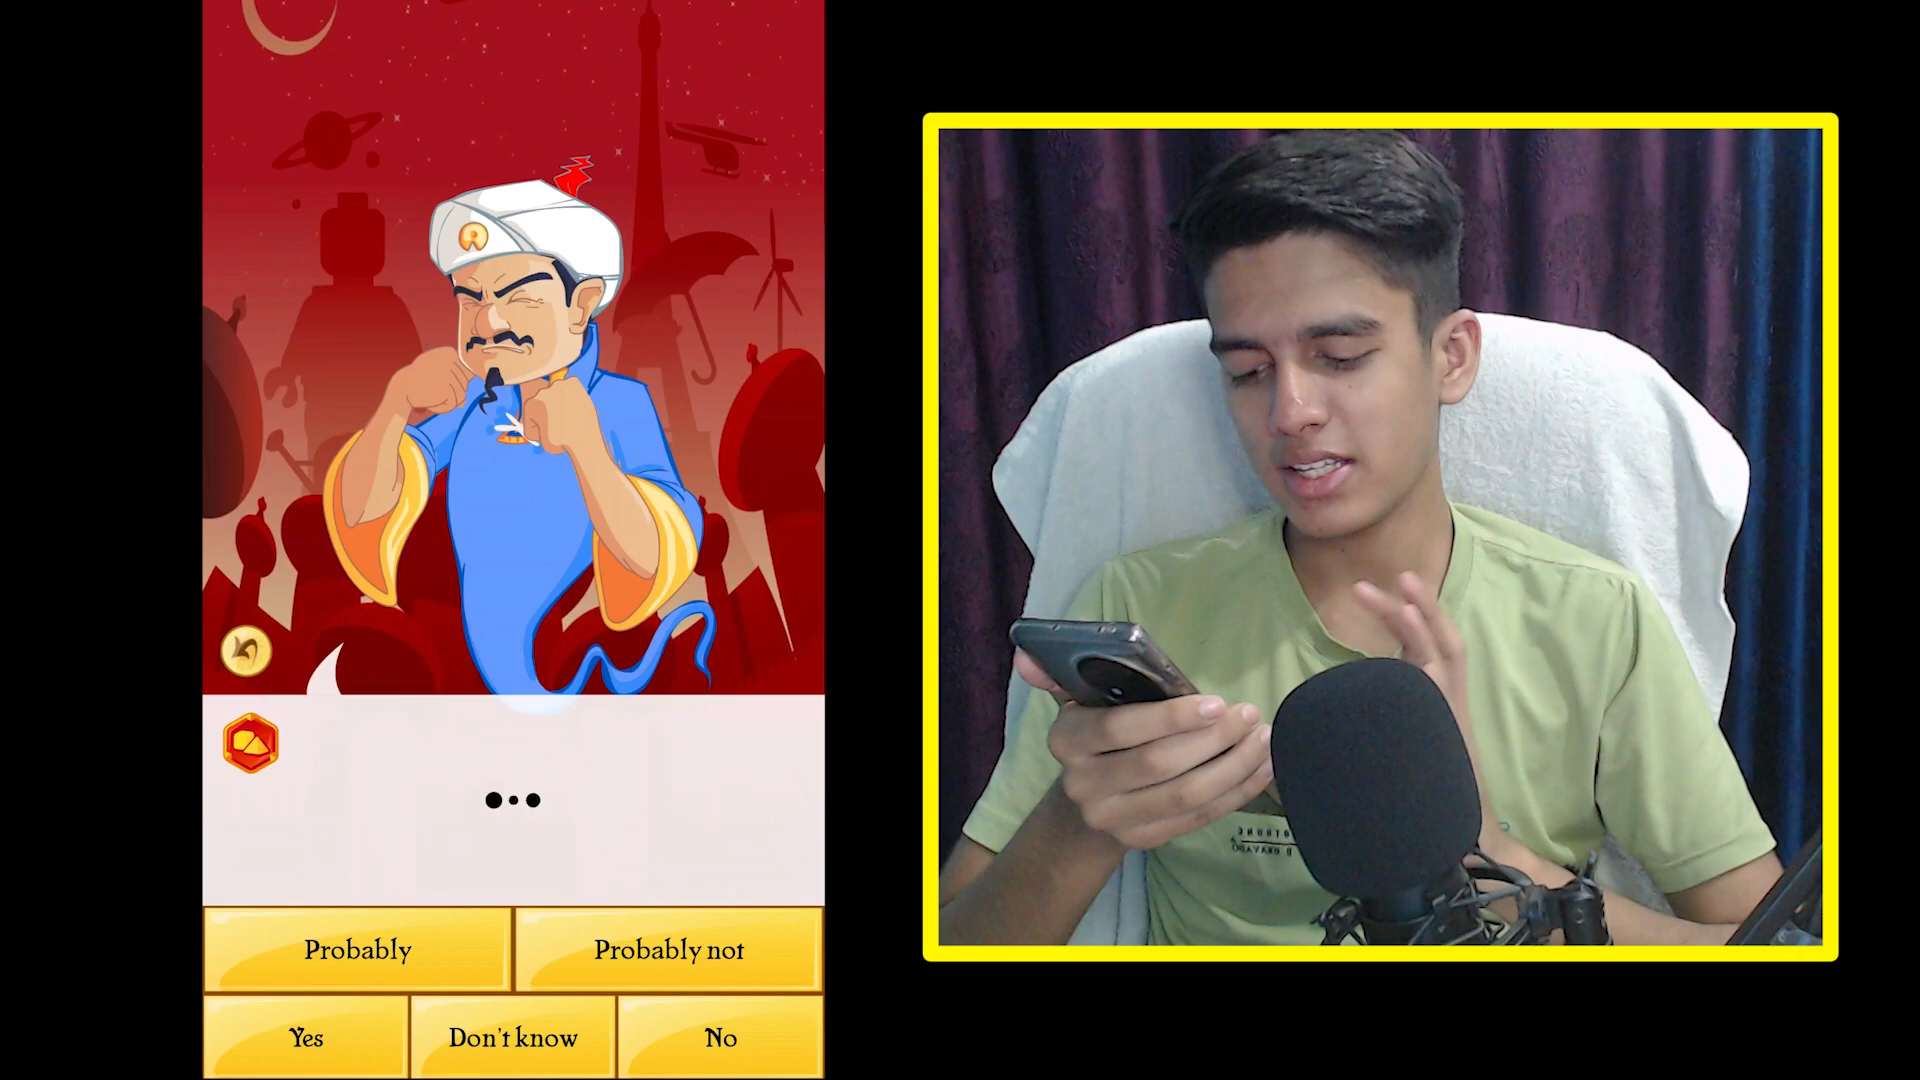 Probably
Probably not
Yes
Don't know
No